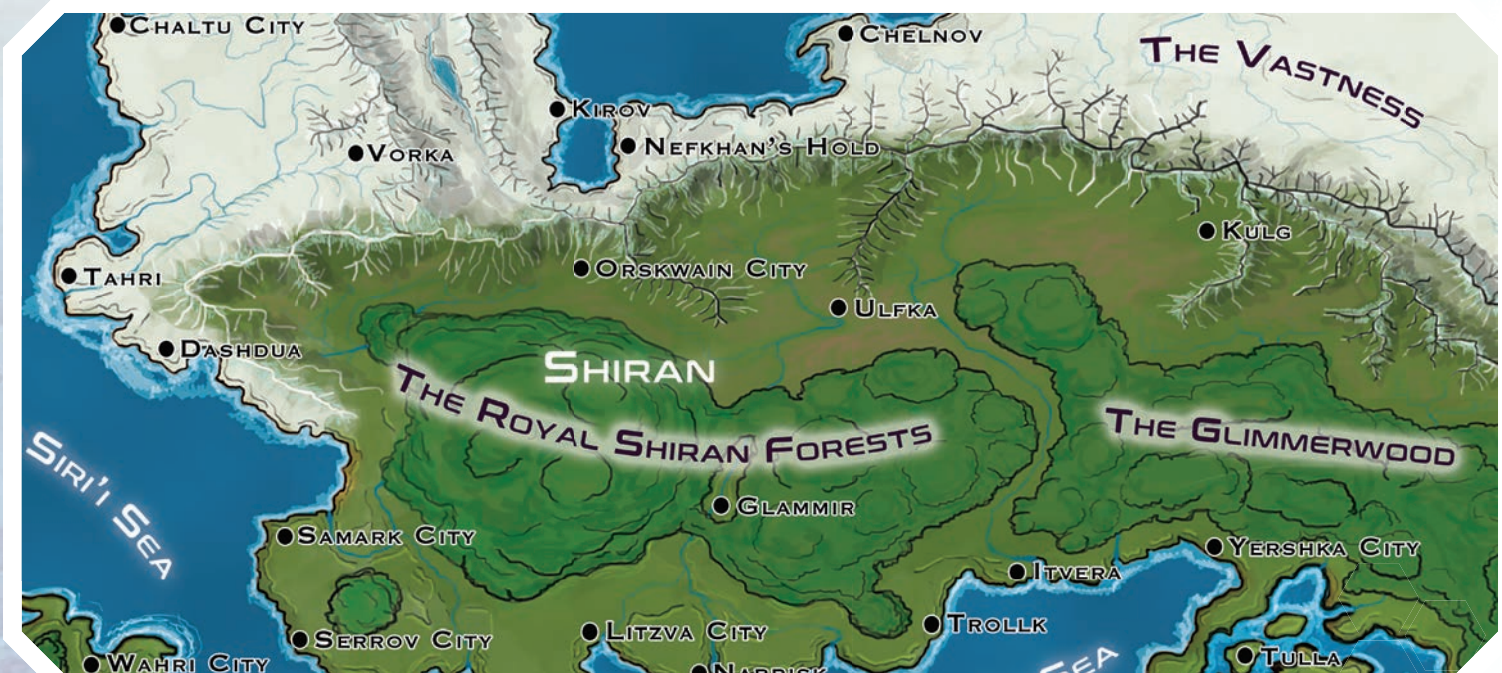 Chaltu City
Chelnov
The Vastness
Kirov
Nefkhan's Hold
Vorka
Kulg
Tahri
Orskwain City
Ulfka
Dashdua
Shiran
The Royal Shiran Forests
The Glimmerwood
Siri'i Sea
Glammir
Samark City
Yershka City
Itvera
Trollk
Serrov City
Litzva City
Wahri City
Sea
Tulla